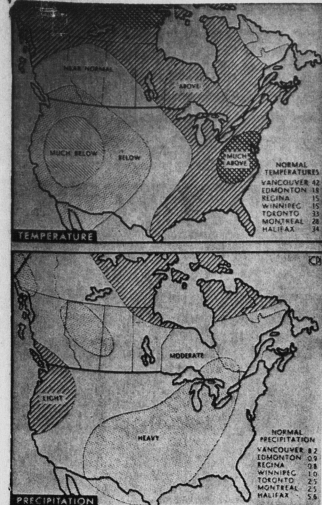 NEAR NORMAL
ABOVE
MUCH BELOW
BELOW
MUCH
ABOVE
NORMAL
TEMPERATURES
VANCOUVER 42
EDMONTON 18
REGINA 15
WINNIPEG 15
TORONTO 33
MONTREAL 28
HALIFAX 34
TEMPERATURE
MODERATE
LIGHT
HEAVY
NORMAL
PRECIPITATION
VANCOUVER 8.2
EDMONTON 0.9
REGINA 0.8
WINNIPEG 1.0
TORONTO 2.5
MONTREAL 2.5
HALIFAX 5.6
PRECIPITATION